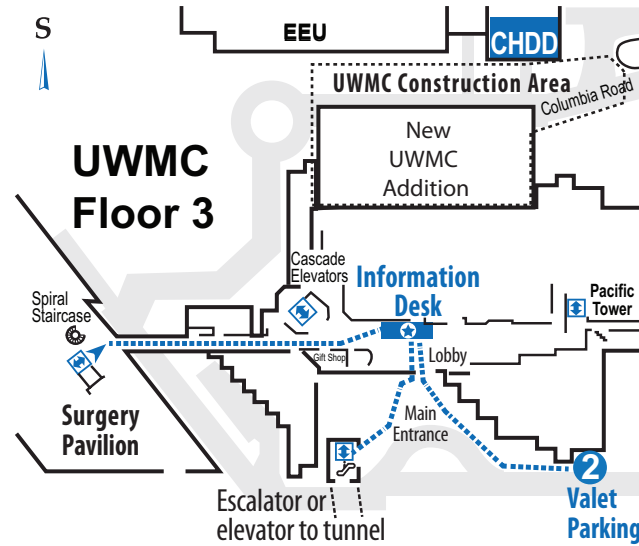 S
EEU
CHDD
UWMC Construction Area
Columbia Road
New
UWMC
Addition
UWMC
Floor 3
Cascade
Elevators
Information
Desk
Pacific
Tower
Spiral
Staircase
Gift Shop
Lobby
Surgery
Pavilion
Main
Entrance
2
Valet
Parking
Escalator or
elevator to tunnel